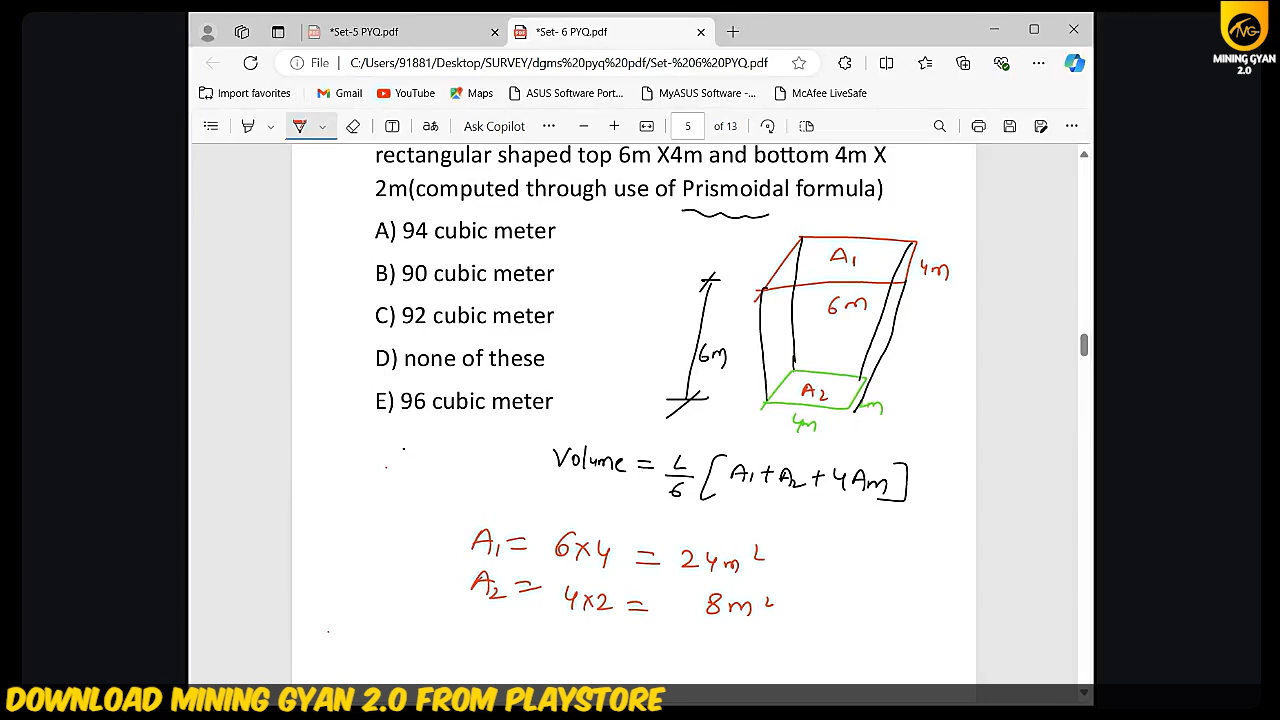 *Set-5 PYQ.pdf
*Set- 6 PYQ.pdf
MINING GYAN
2.0
File
C:/Users/91881/Desktop/SURVEY/dgms%20pyq%20pdf/Set-%206%20PYQ.pdf
Import favorites
Gmail
YouTube
Maps
ASUS Software Port...
MyASUS Software -...
McAfee LiveSafe
Ask Copilot
5 of 13
rectangular shaped top 6m X4m and bottom 4m X
2m(computed through use of Prismoidal formula)
A) 94 cubic meter
B) 90 cubic meter
C) 92 cubic meter
D) none of these
E) 96 cubic meter
A1
4m
6m
6m
A2
4m
Volume = L/6 [A1+A2+4Am]
A1 = 6×4 = 24m²
A2 = 4×2 = 8m²
DOWNLOAD MINING GYAN 2.0 FROM PLAYSTORE